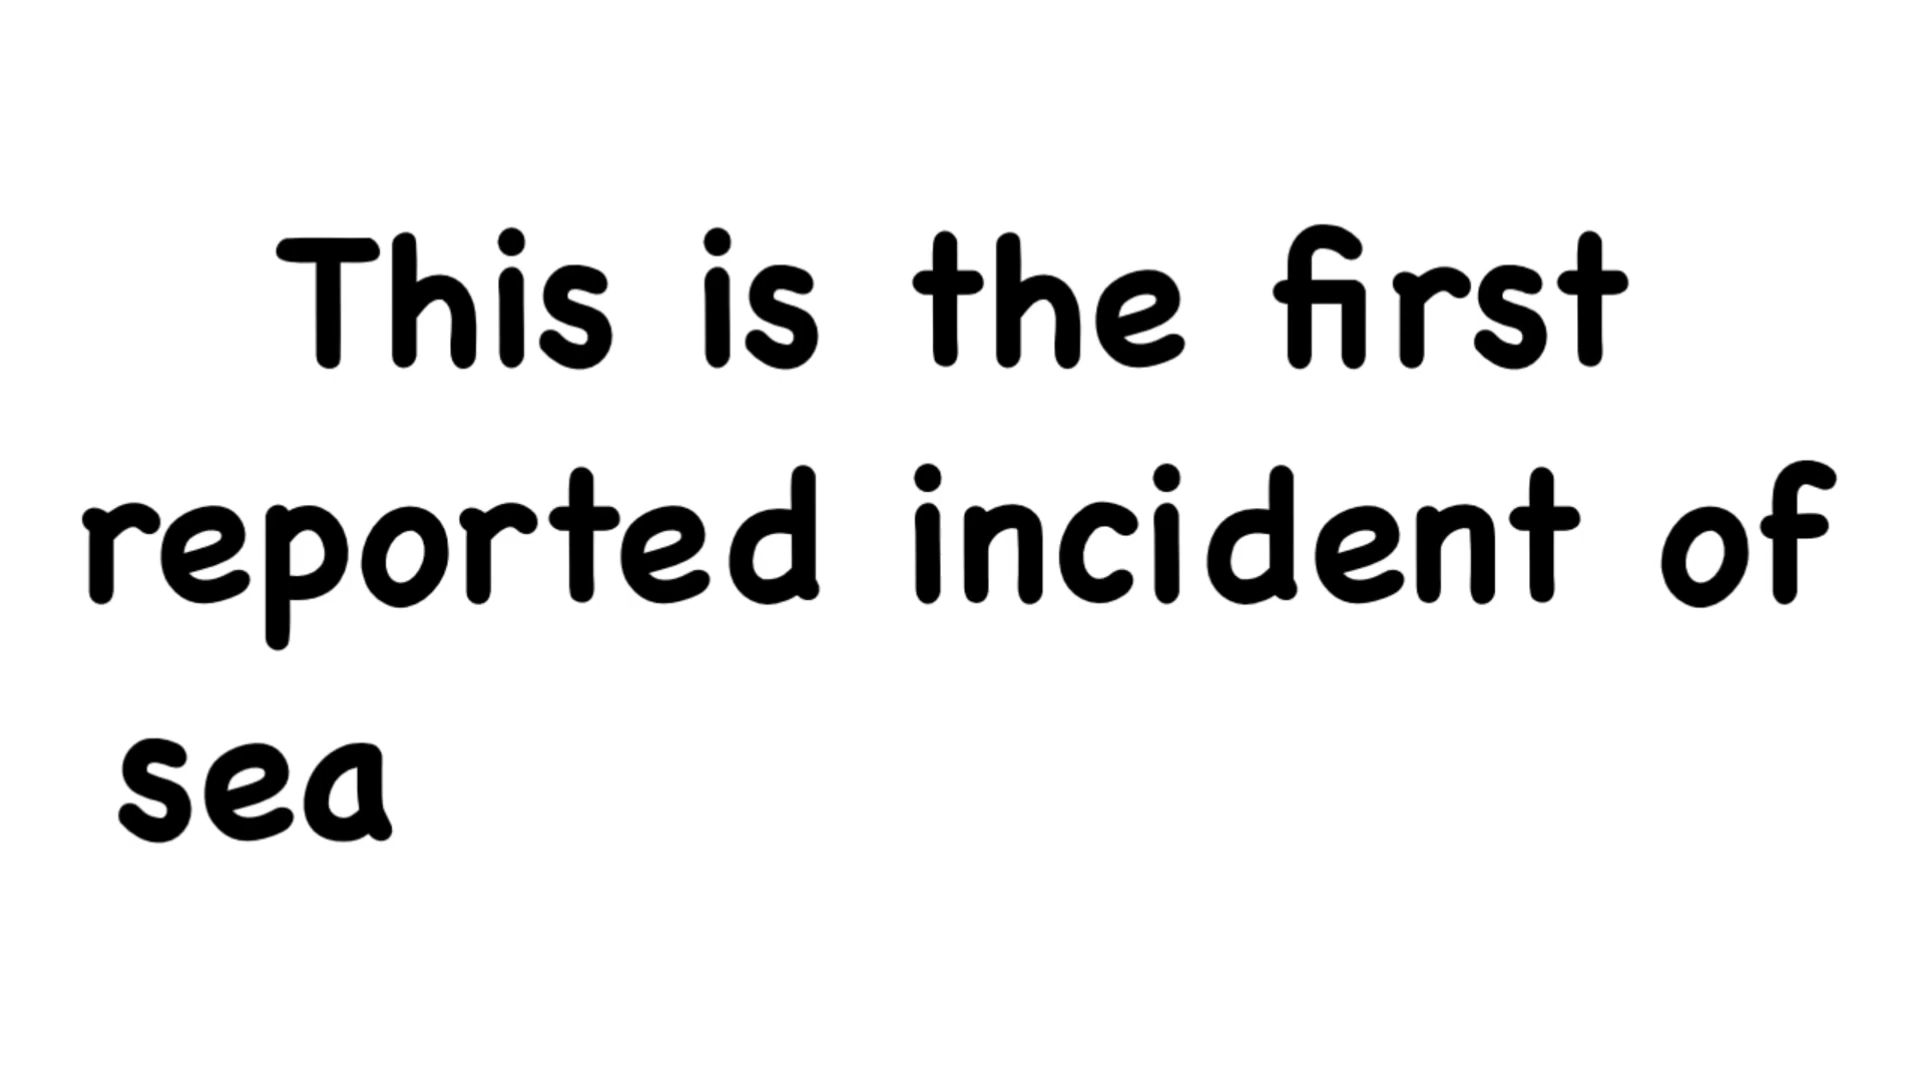 This is the first
reported incident of
sea